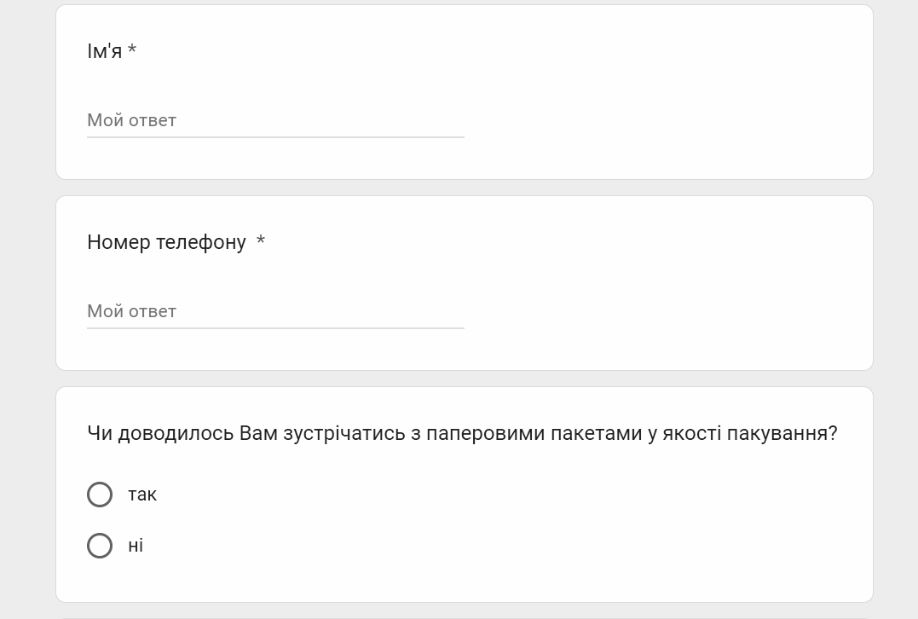 Ім'я *
Мой ответ
Номер телефону *
Мой ответ
Чи доводилось Вам зустрічатись з паперовими пакетами у якості пакування?
так
ні